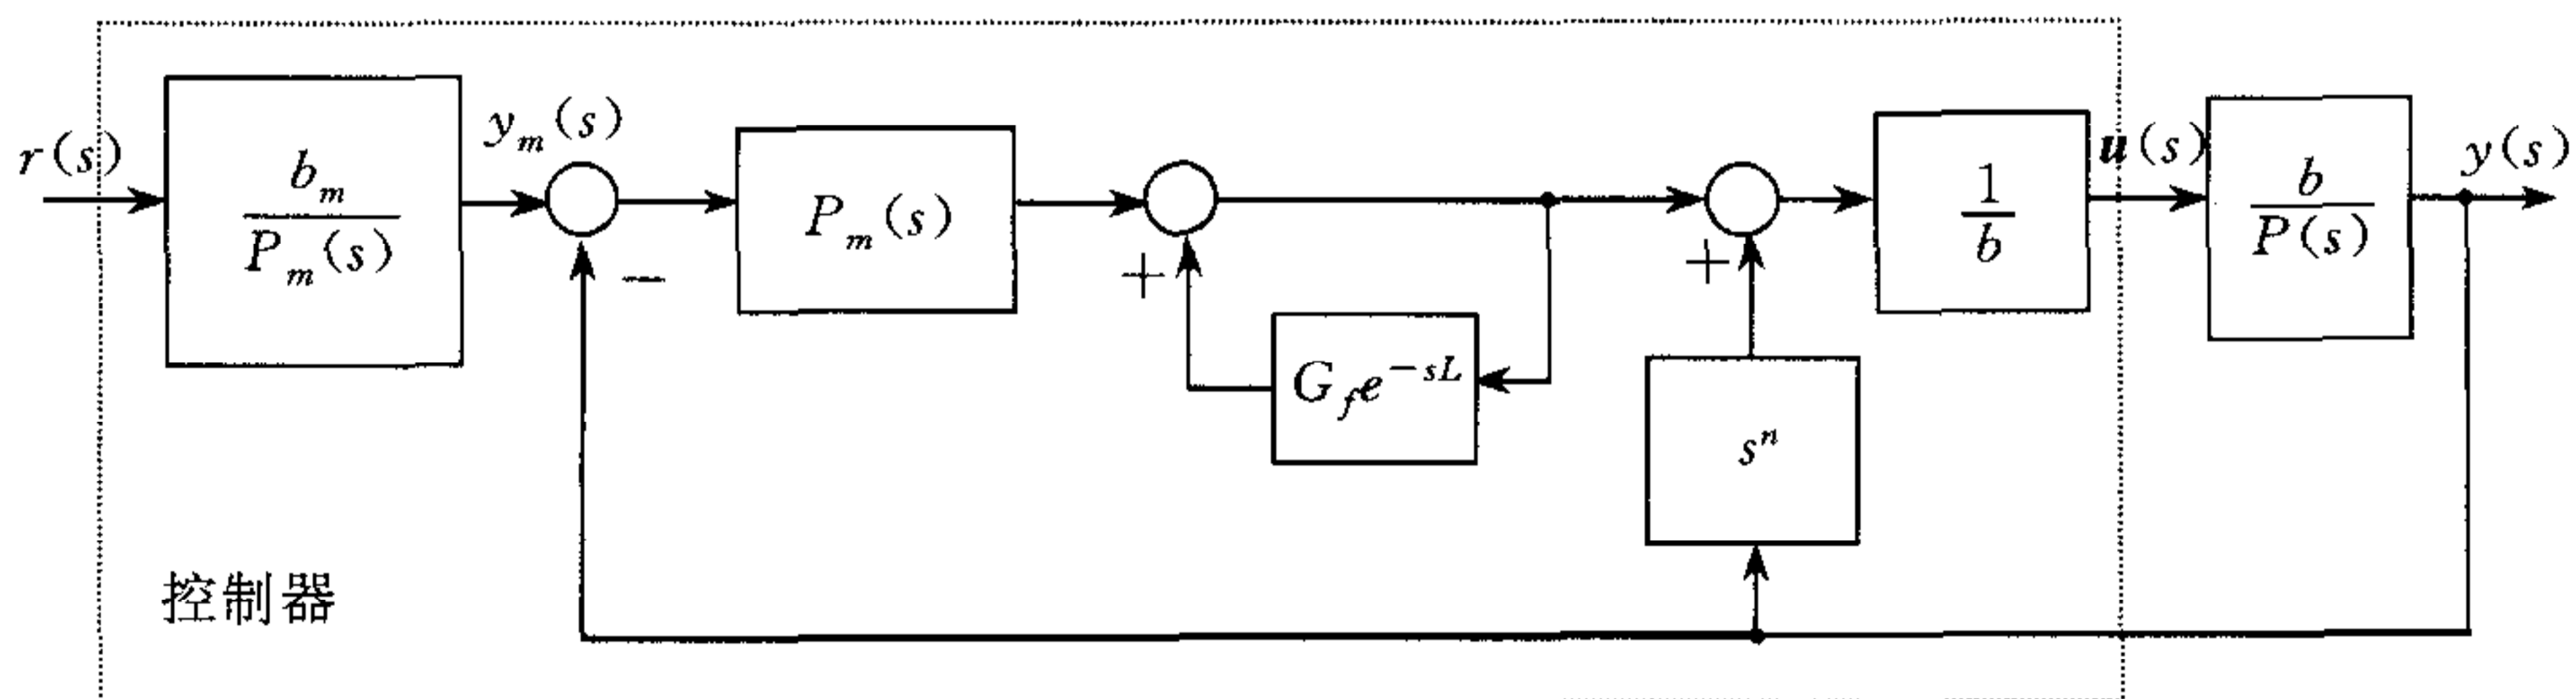 r(s)
b_m / P_m(s)
y_m(s)
−
P_m(s)
+
G_f e^{-sL}
+
s^n
1 / b
u(s)
b / P(s)
y(s)
控制器